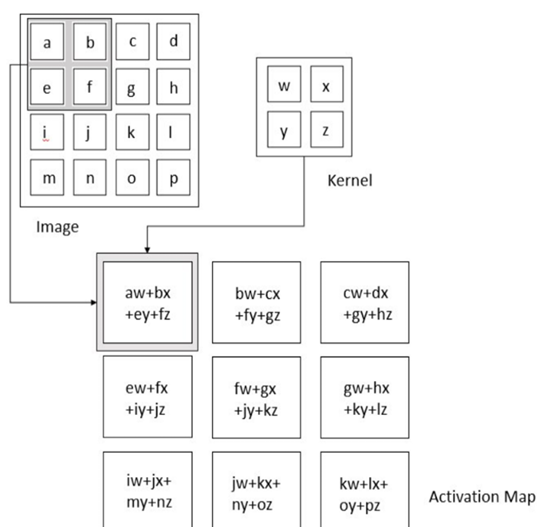 a b c d
e f g h
i j k l
m n o p
Image
w x
y z
Kernel
aw+bx
+ey+fz
bw+cx
+fy+gz
cw+dx
+gy+hz
ew+fx
+iy+jz
fw+gx
+jy+kz
gw+hx
+ky+lz
iw+jx+
my+nz
jw+kx+
ny+oz
kw+lx+
oy+pz
Activation Map